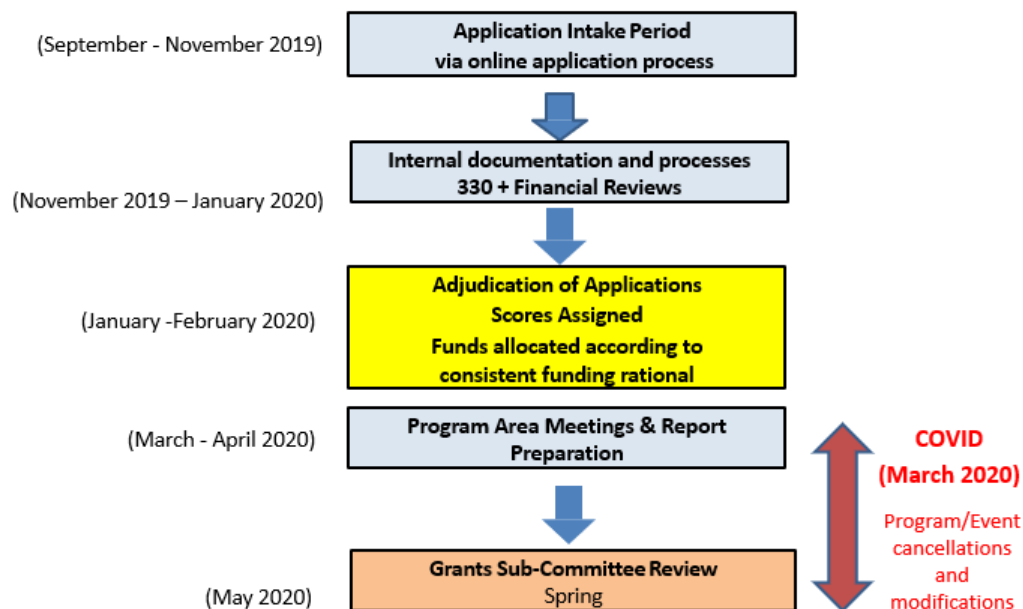 (September - November 2019)
Application Intake Period
via online application process
Internal documentation and processes
330 + Financial Reviews
(November 2019 – January 2020)
Adjudication of Applications
Scores Assigned
Funds allocated according to
consistent funding rational
(January -February 2020)
(March - April 2020)
Program Area Meetings & Report
Preparation
COVID
(March 2020)
Program/Event
cancellations
and
modifications
Grants Sub-Committee Review
Spring
(May 2020)